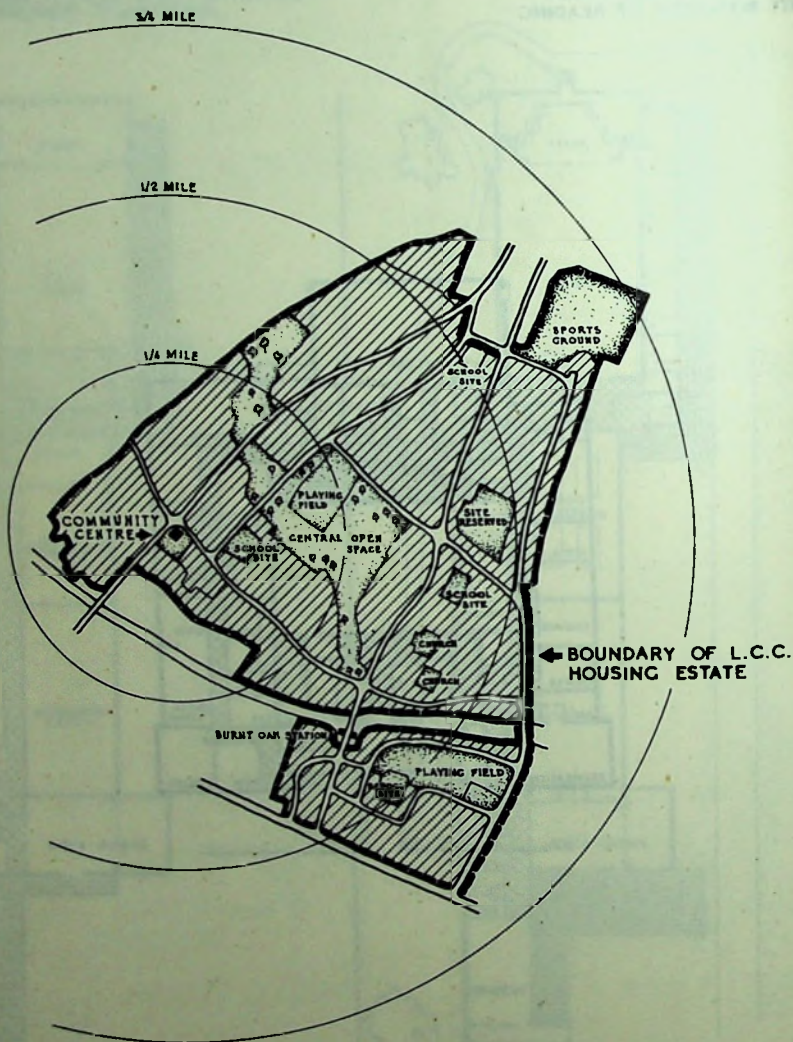 3/4 MILE
1/2 MILE
1/4 MILE
SPORTS
GROUND
SCHOOL
SITE
PLAYING
FIELD
SITE
RESERVED
COMMUNITY
CENTRE
SCHOOL
SITE
CENTRAL OPEN
SPACE
SCHOOL
SITE
CHURCH
CHURCH
BOUNDARY OF L.C.C.
HOUSING ESTATE
BURNT OAK STATION
PLAYING FIELD
SITE